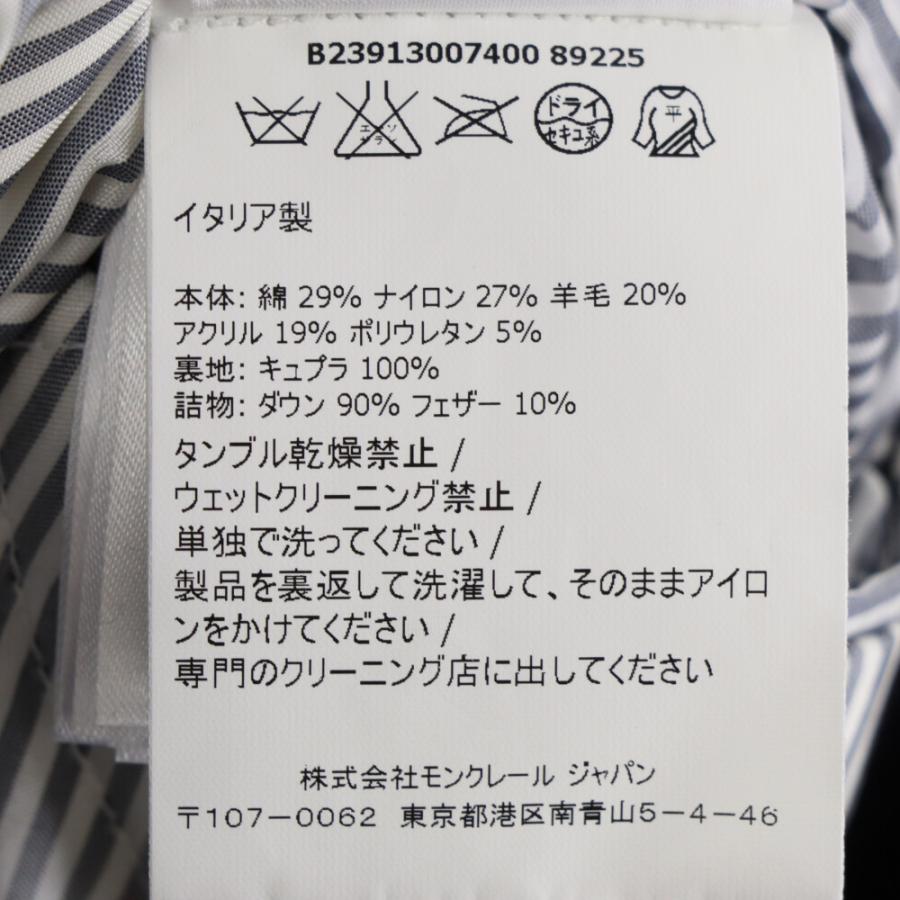 B23913007400 89225
エンソ
サラ
ドライ
セキユ系
平
イタリア製
本体: 綿 29% ナイロン 27% 羊毛 20%
アクリル 19% ポリウレタン 5%
裏地: キュプラ 100%
詰物: ダウン 90% フェザー 10%
タンブル乾燥禁止 /
ウェットクリーニング禁止 /
単独で洗ってください /
製品を裏返して洗濯して、そのままアイロ
ンをかけてください /
専門のクリーニング店に出してください
株式会社モンクレール ジャパン
〒107-0062 東京都港区南青山5-4-46